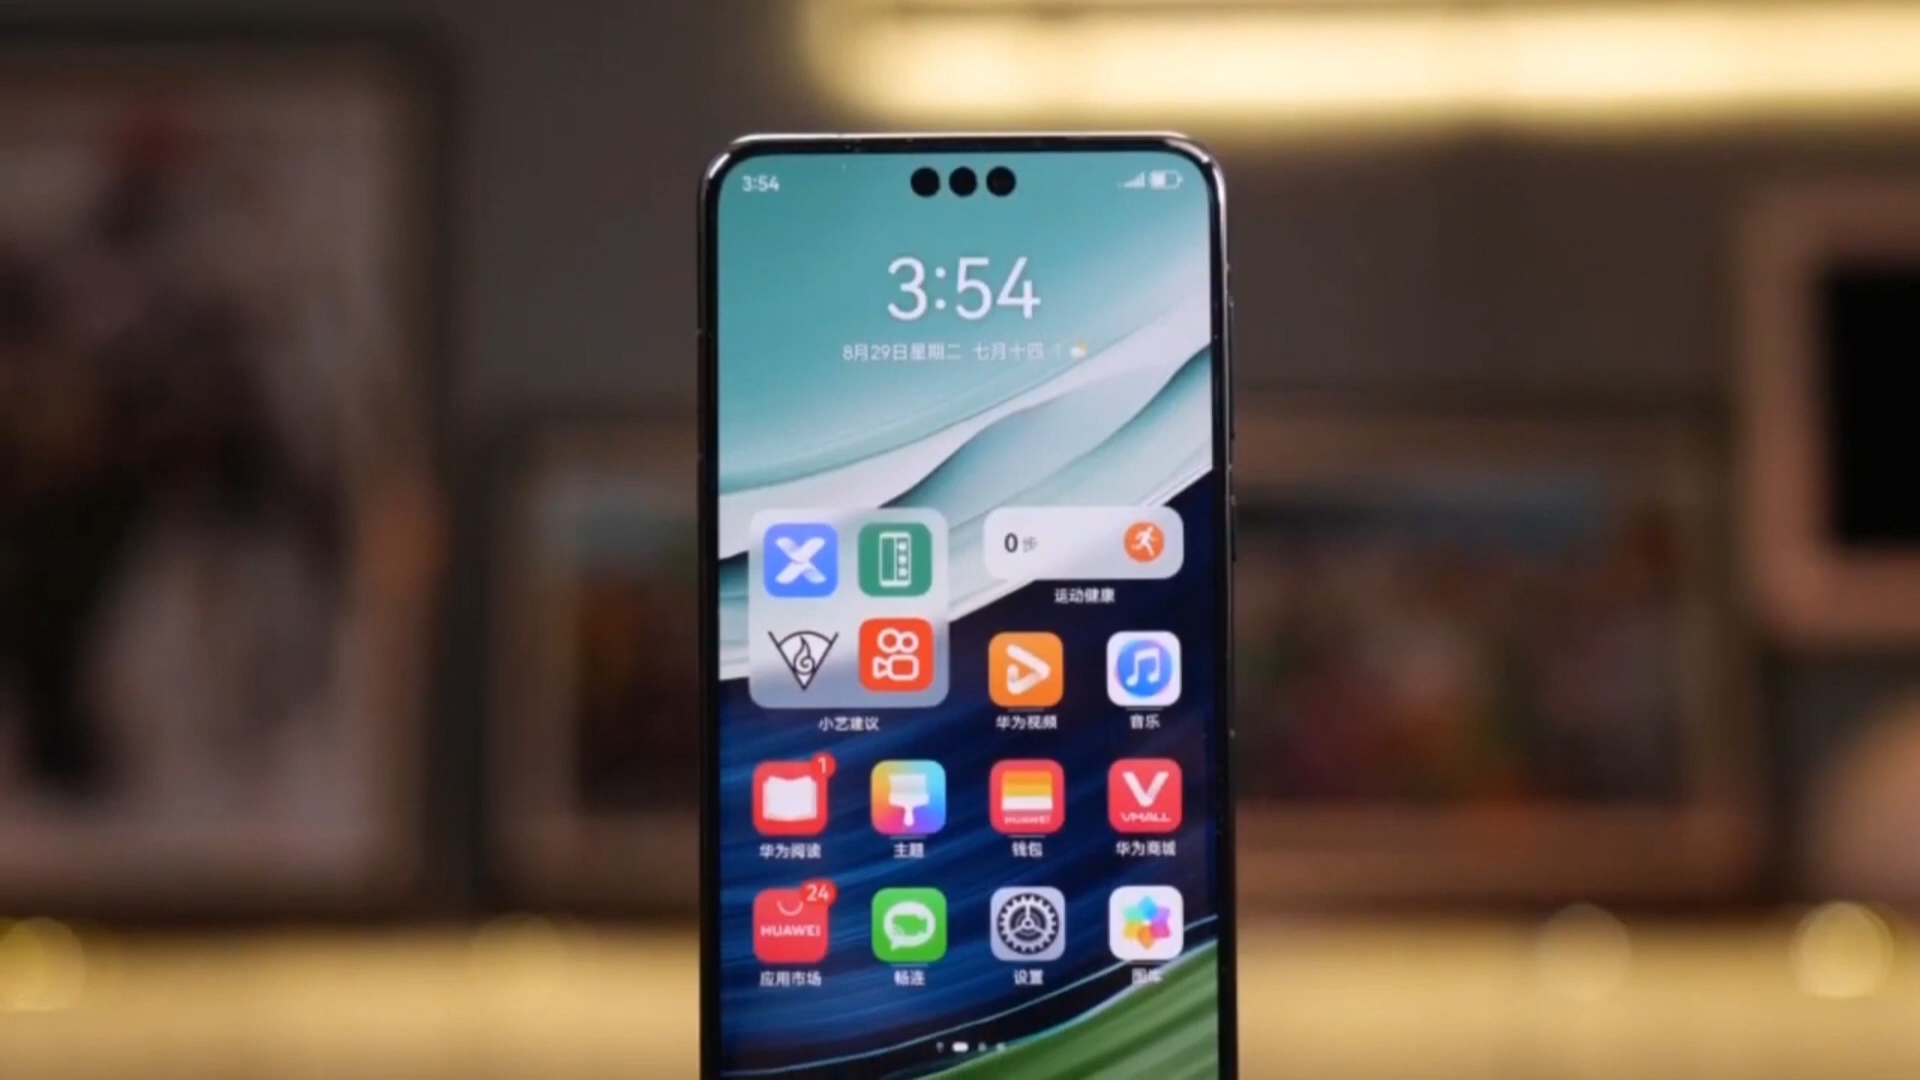 3:54
3:54
8月29日星期二 七月十四
0步
运动健康
小艺建议
华为视频
音乐
1
HUAWEI
VMALL
华为阅读
主题
钱包
华为商城
24
HUAWEI
应用市场
畅连
设置
图库